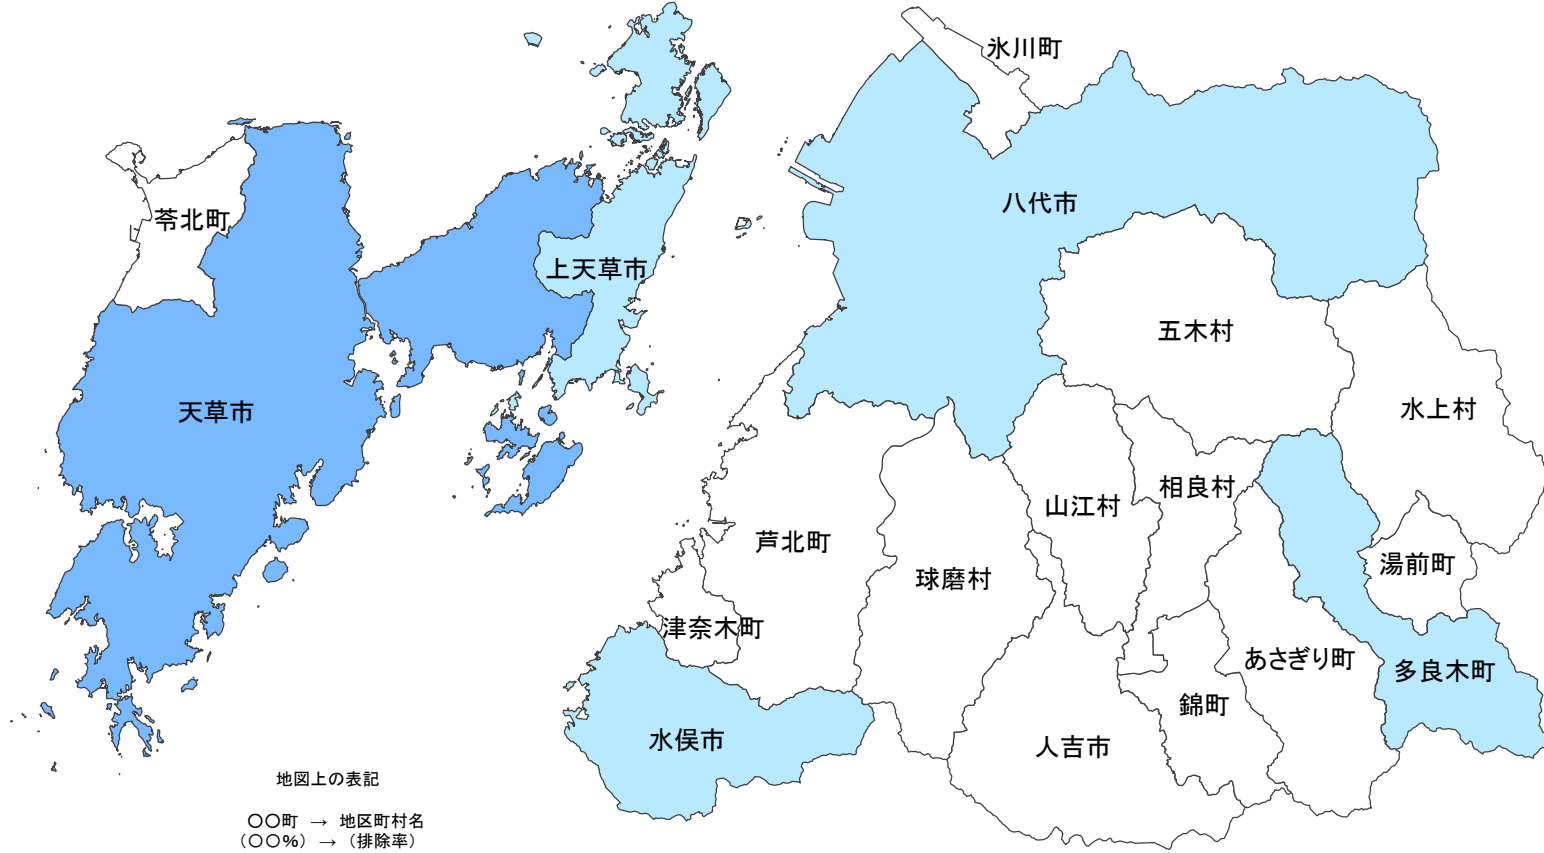 氷川町
八代市
苓北町
上天草市
五木村
天草市
水上村
相良村
山江村
芦北町
湯前町
球磨村
津奈木町
あさぎり町
多良木町
錦町
水俣市
人吉市
地図上の表記
○○町 → 地区町村名
(○○%) → (排除率)